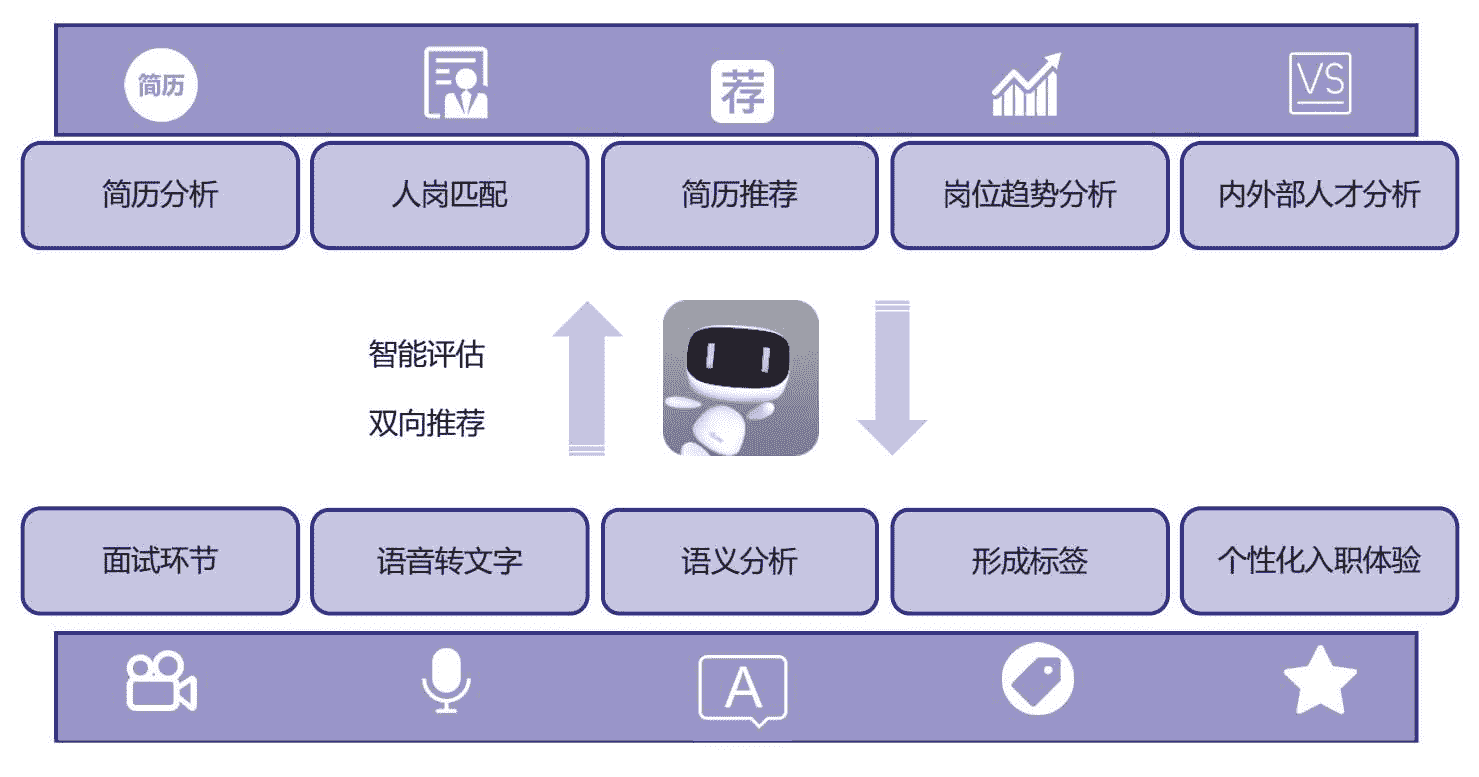 简历
荐
VS
简历分析
人岗匹配
简历推荐
岗位趋势分析
内外部人才分析
智能评估
双向推荐
面试环节
语音转文字
语义分析
形成标签
个性化入职体验
A